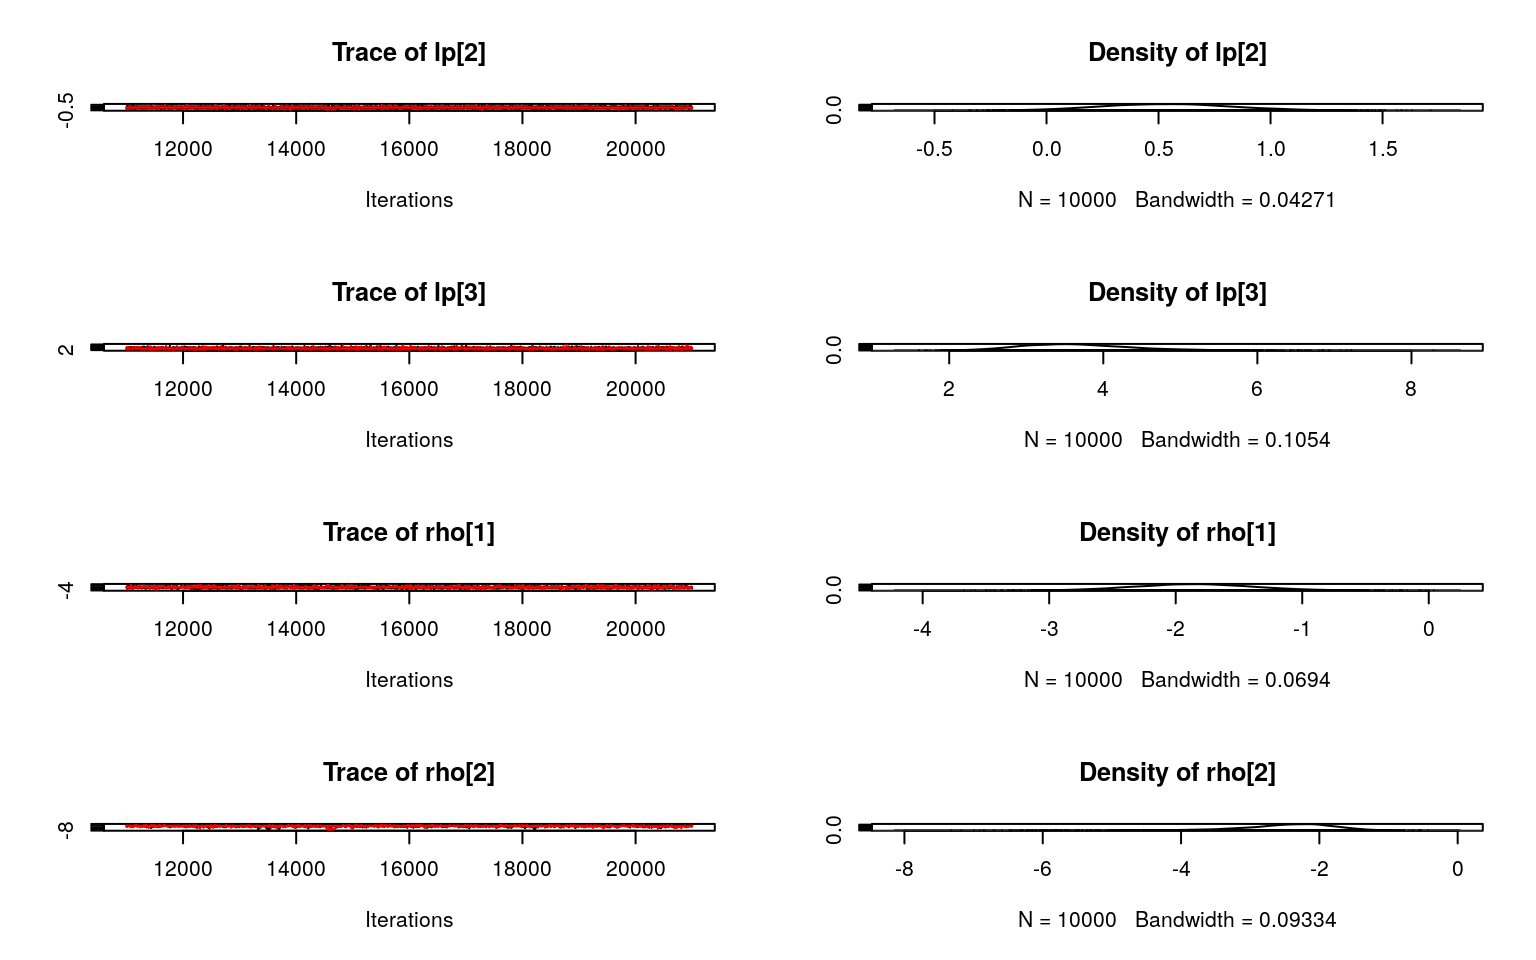 Trace of lp[2]
Density of lp[2]
-0.5
12000 14000 16000 18000 20000
Iterations
0.0
-0.5 0.0 0.5 1.0 1.5
N = 10000 Bandwidth = 0.04271
Trace of lp[3]
Density of lp[3]
2
12000 14000 16000 18000 20000
Iterations
0.0
2 4 6 8
N = 10000 Bandwidth = 0.1054
Trace of rho[1]
Density of rho[1]
-4
12000 14000 16000 18000 20000
Iterations
0.0
-4 -3 -2 -1 0
N = 10000 Bandwidth = 0.0694
Trace of rho[2]
Density of rho[2]
-8
12000 14000 16000 18000 20000
Iterations
0.0
-8 -6 -4 -2 0
N = 10000 Bandwidth = 0.09334